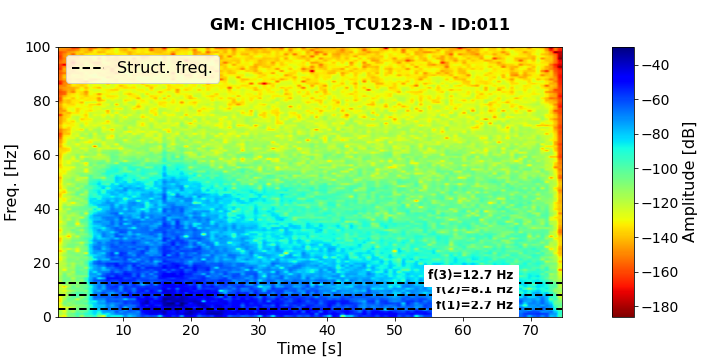 GM: CHICHI05_TCU123-N - ID:011
Struct. freq.
100
80
60
40
20
0
Freq. [Hz]
f(3)=12.7 Hz
f(2)=8.1 Hz
f(1)=2.7 Hz
10 20 30 40 50 60 70
Time [s]
−40
−60
−80
−100
−120
−140
−160
−180
Amplitude [dB]